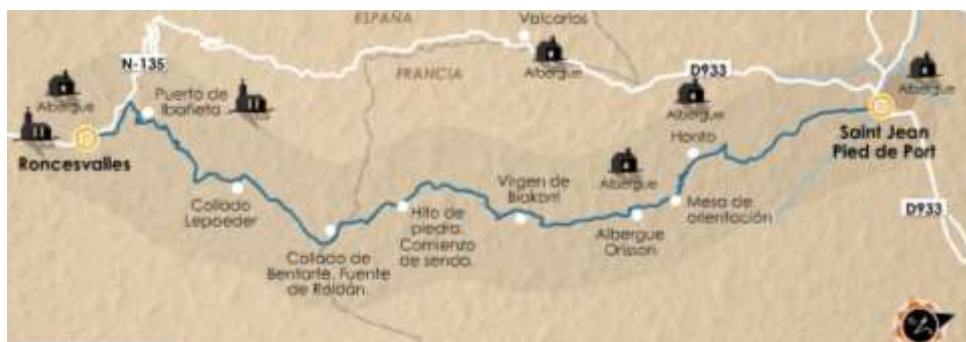 ESPAÑA
Valcarlos
N-135
FRANCIA
Albergue
D933
Albergue
Puerto de
Ibañeta
Albergue
Albergue
Roncesvalles
Honto
Saint Jean
Pied de Port
Albergue
Virgen de
Biakorri
Collado
Lepoeder
Hito de
piedra.
Comienzo
de senda.
Mesa de
orientación
Albergue
Orisson
D933
Collado de
Bentarte. Fuente
de Roldán.